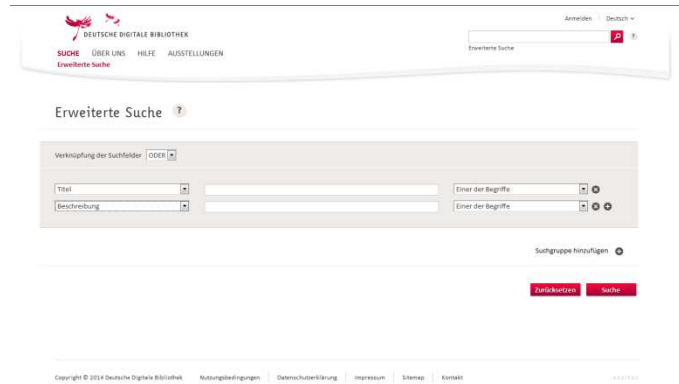 Anmelden Deutsch
DEUTSCHE DIGITALE BIBLIOTHEK
?
SUCHE ÜBER UNS HILFE AUSSTELLUNGEN
Erweiterte Suche
Erweiterte Suche
Erweiterte Suche ?
Verknüpfung der Suchfelder ODER
Titel Einer der Begriffe
Beschreibung Einer der Begriffe
Suchgruppe hinzufügen
Zurücksetzen Suche
Copyright © 2014 Deutsche Digitale Bibliothek Nutzungsbedingungen Datenschutzerklärung Impressum Sitemap Kontakt